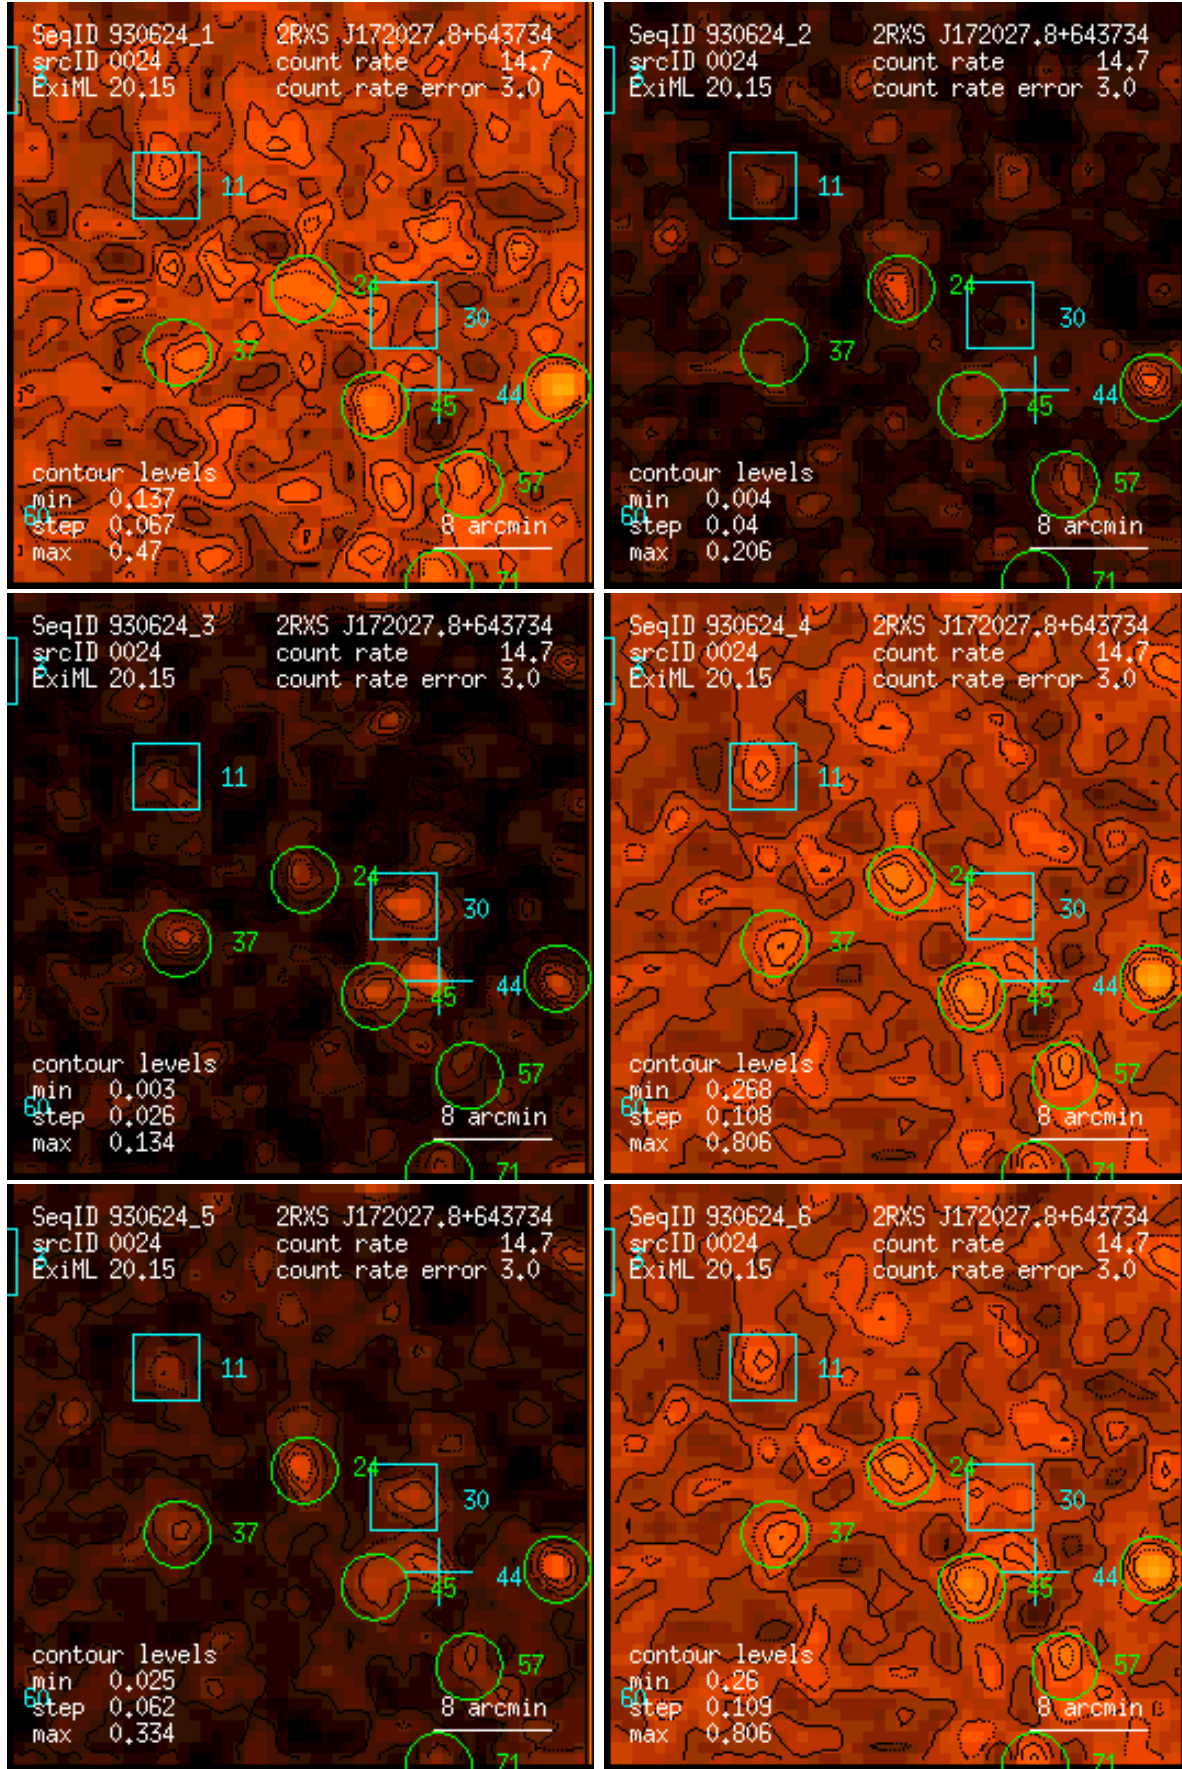 SeqID 930624_1 2RXS J172027.8+643734
srcID 0024 count rate 14.7
ExiML 20.15 count rate error 3.0
11
24
30
37
44
45
57
contour levels
min 0.137
60
step 0.067 8 arcmin
max 0.47
71
SeqID 930624_2 2RXS J172027.8+643734
srcID 0024 count rate 14.7
ExiML 20.15 count rate error 3.0
11
24
30
37
44
45
57
contour levels
min 0.004
60
step 0.04 8 arcmin
max 0.206
71
SeqID 930624_3 2RXS J172027.8+643734
srcID 0024 count rate 14.7
ExiML 20.15 count rate error 3.0
11
24
30
37
44
45
57
contour levels
min 0.003
60
step 0.026 8 arcmin
max 0.134
71
SeqID 930624_4 2RXS J172027.8+643734
srcID 0024 count rate 14.7
ExiML 20.15 count rate error 3.0
11
24
30
37
44
45
57
contour levels
min 0.268
60
step 0.108 8 arcmin
max 0.806
71
SeqID 930624_5 2RXS J172027.8+643734
srcID 0024 count rate 14.7
ExiML 20.15 count rate error 3.0
11
24
30
37
44
45
57
contour levels
min 0.025
60
step 0.062 8 arcmin
max 0.334
71
SeqID 930624_6 2RXS J172027.8+643734
srcID 0024 count rate 14.7
ExiML 20.15 count rate error 3.0
11
24
30
37
44
45
57
contour levels
min 0.26
60
step 0.109 8 arcmin
max 0.806
71